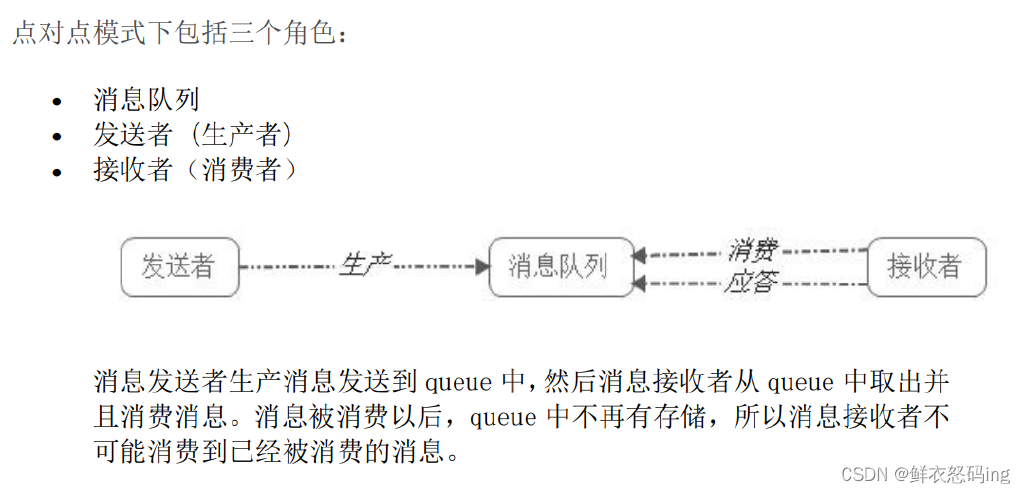 点对点模式下包括三个角色：
• 消息队列
• 发送者 (生产者)
• 接收者（消费者）
发送者
生产
消息队列
消费
应答
接收者
消息发送者生产消息发送到 queue 中，然后消息接收者从 queue 中取出并
且消费消息。消息被消费以后，queue 中不再有存储，所以消息接收者不
可能消费到已经被消费的消息。
CSDN @鲜衣怒码ing